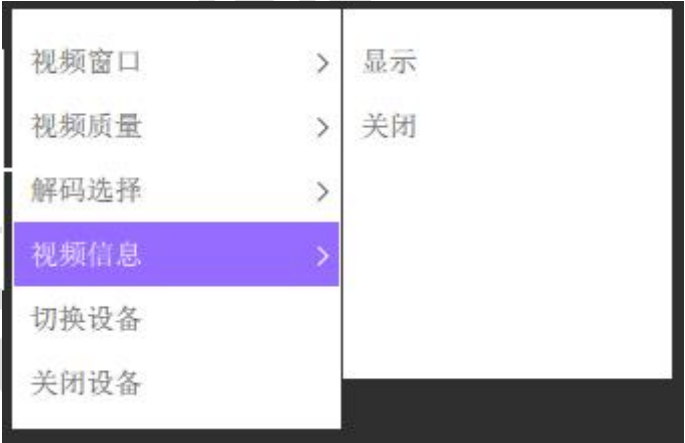 视频窗口
视频质量
解码选择
视频信息
切换设备
关闭设备
显示
关闭